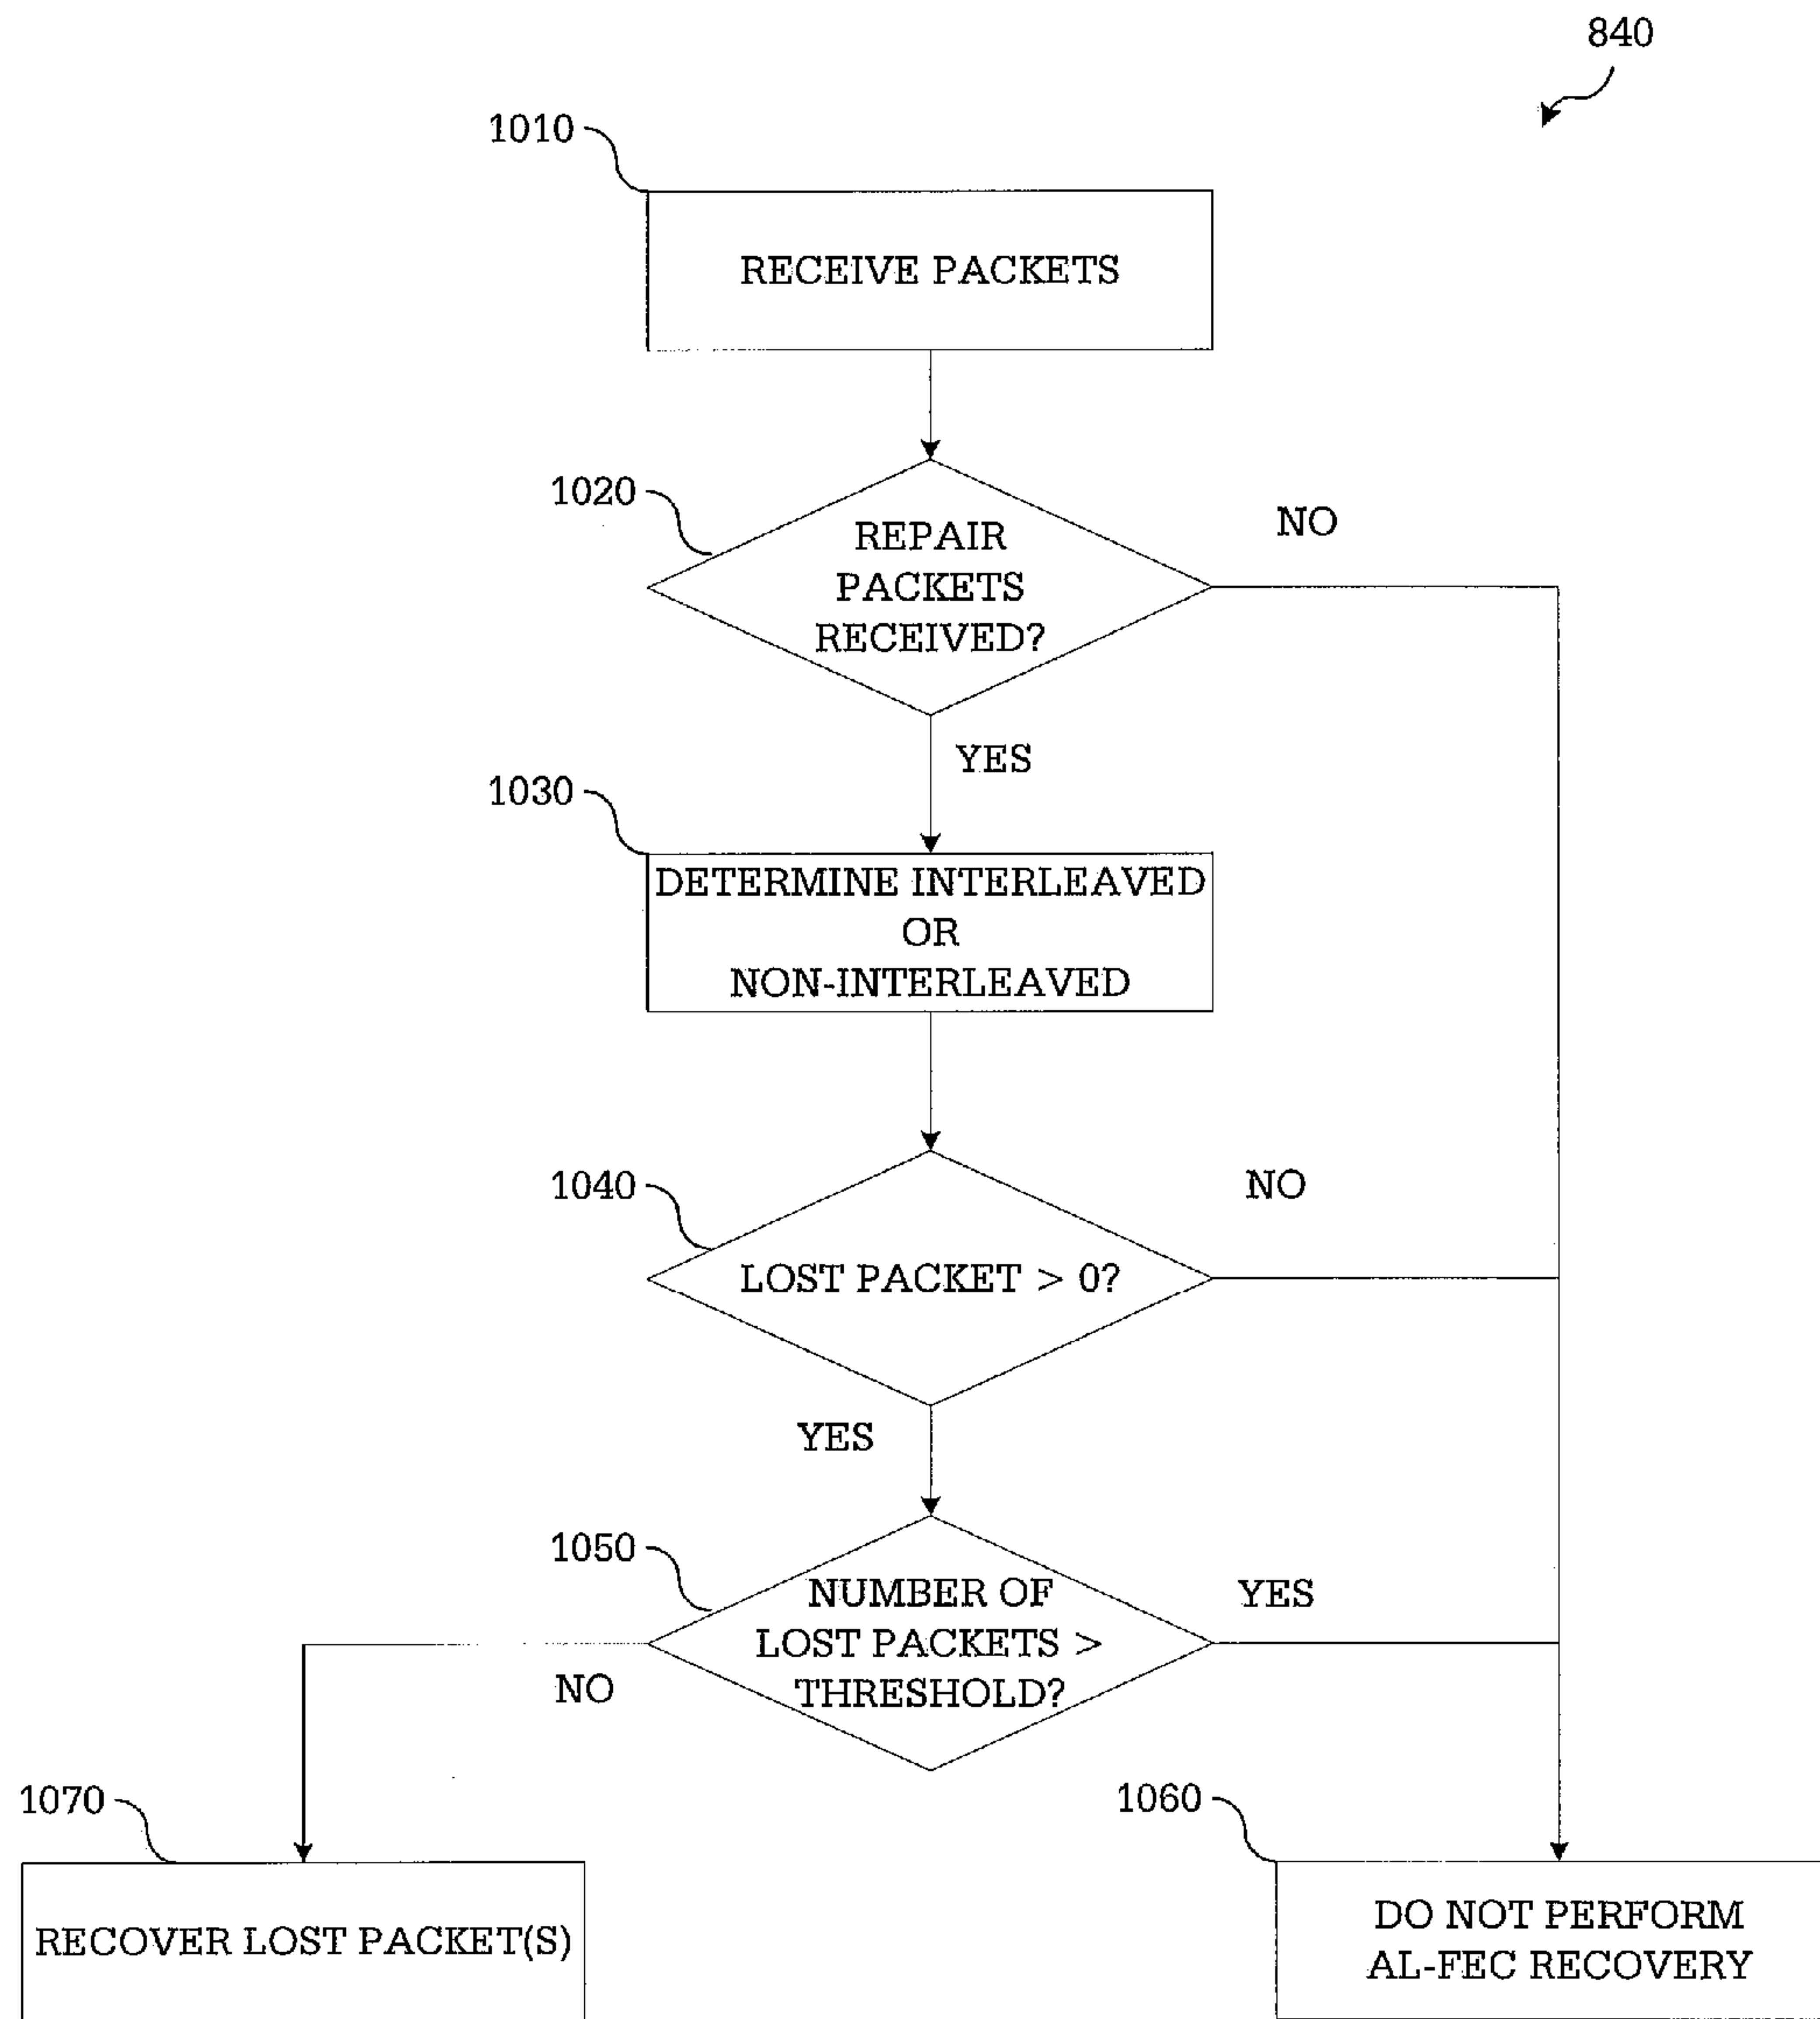 840
1010
RECEIVE PACKETS
1020
REPAIR
PACKETS
RECEIVED?
NO
YES
1030
DETERMINE INTERLEAVED
OR
NON-INTERLEAVED
1040
LOST PACKET > 0?
NO
YES
1050
NUMBER OF
LOST PACKETS >
THRESHOLD?
YES
NO
1070
RECOVER LOST PACKET(S)
1060
DO NOT PERFORM
AL-FEC RECOVERY